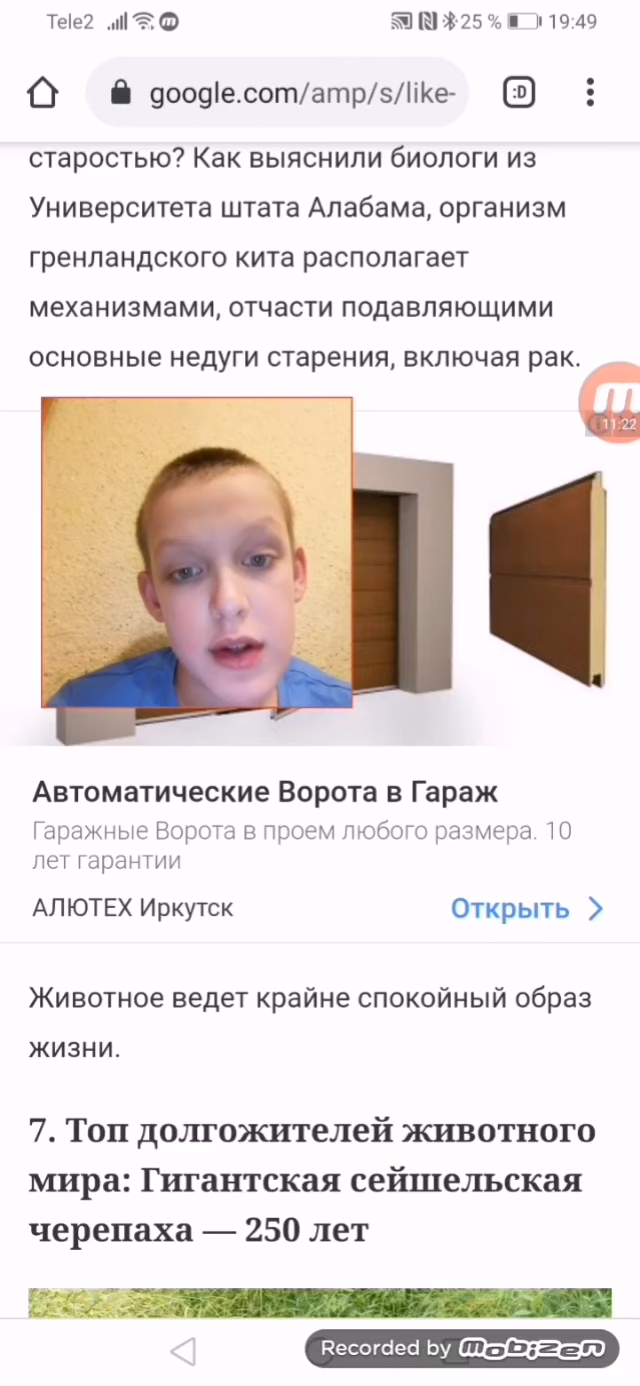 Tele2 25 % 19:49
:D
google.com/amp/s/like-
старостью? Как выяснили биологи из
Университета штата Алабама, организм
гренландского кита располагает
механизмами, отчасти подавляющими
основные недуги старения, включая рак.
11:22
Автоматические Ворота в Гараж
Гаражные Ворота в проем любого размера. 10
лет гарантии
АЛЮТЕХ Иркутск Открыть
Животное ведет крайне спокойный образ
жизни.
7. Топ долгожителей животного
мира: Гигантская сейшельская
черепаха — 250 лет
Recorded by mobizen